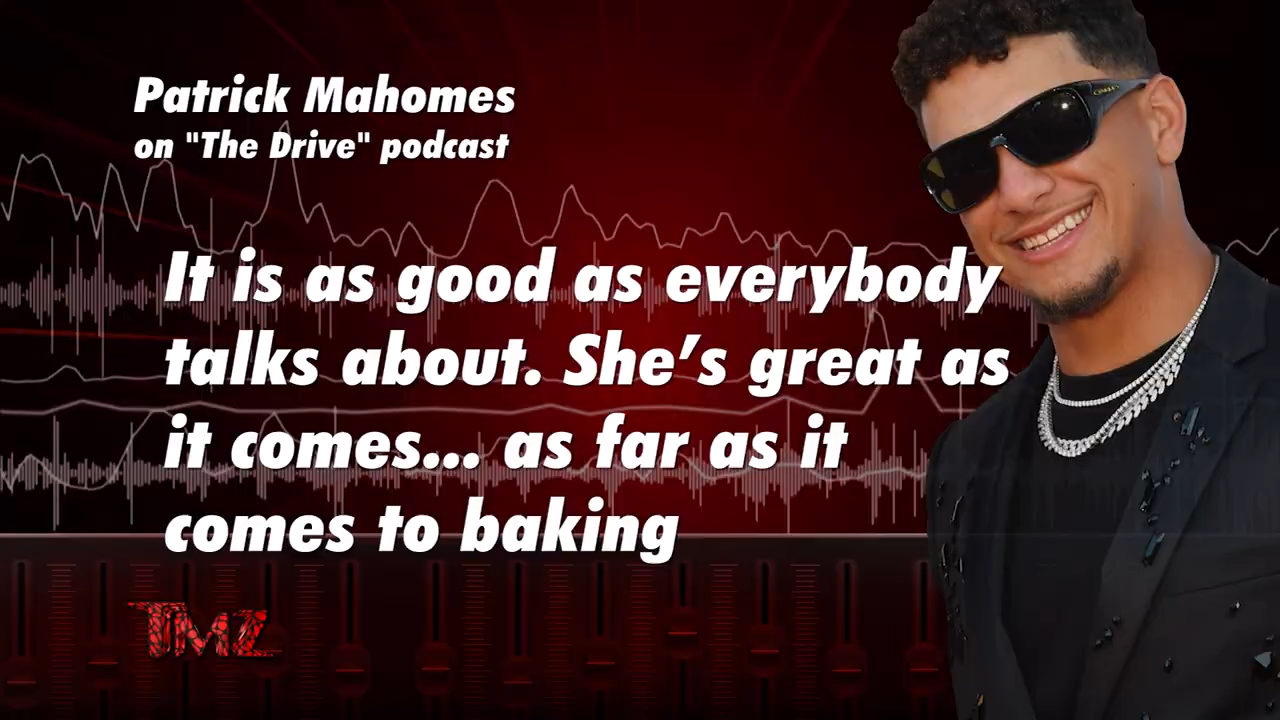 Patrick Mahomes
on "The Drive" podcast
It is as good as everybody
talks about. She’s great as
it comes... as far as it
comes to baking
TMZ